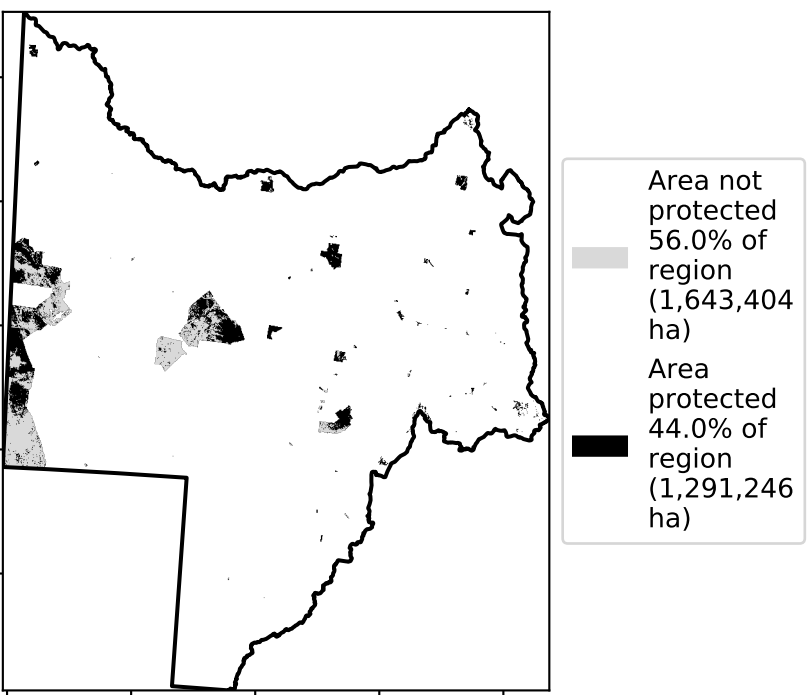 Area not
protected
56.0% of
region
(1,643,404
ha)
Area
protected
44.0% of
region
(1,291,246
ha)